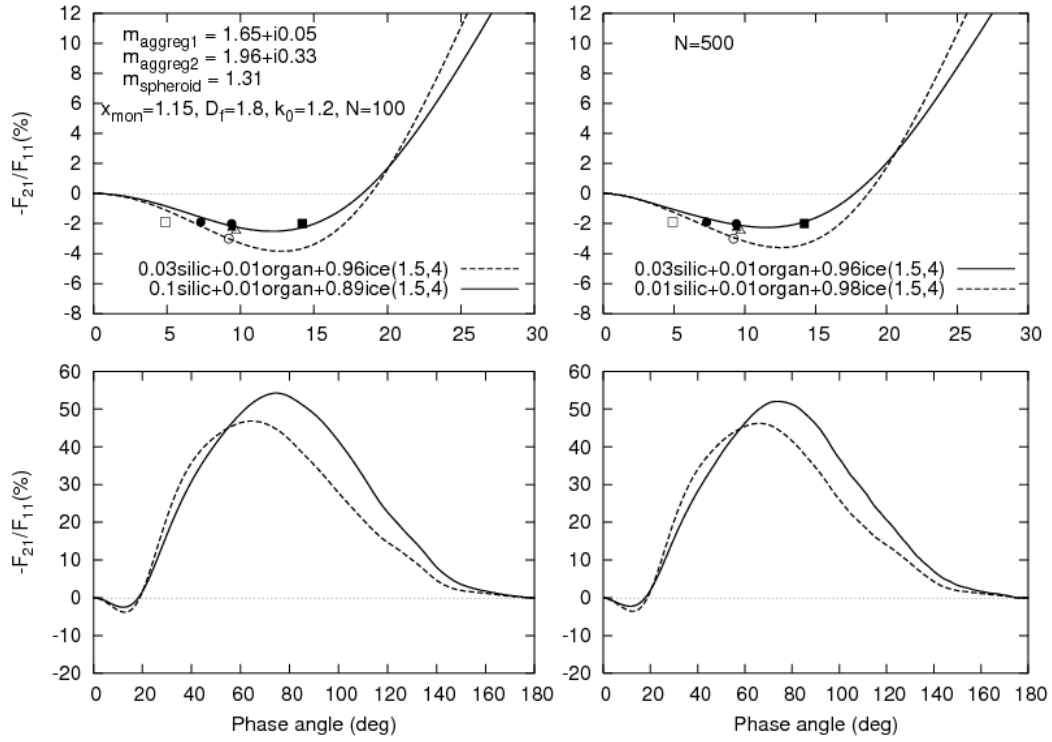 12
10
8
6
4
2
0
-2
-4
-6
-8
-F21/F11(%)
m_aggreg1 = 1.65+i0.05
m_aggreg2 = 1.96+i0.33
m_spheroid = 1.31
x_mon=1.15, D_f=1.8, k_0=1.2, N=100
0.03silic+0.01organ+0.96ice(1.5,4)
0.1silic+0.01organ+0.89ice(1.5,4)
0 5 10 15 20 25 30
12
10
8
6
4
2
0
-2
-4
-6
-8
N=500
0.03silic+0.01organ+0.96ice(1.5,4)
0.01silic+0.01organ+0.98ice(1.5,4)
0 5 10 15 20 25 30
60
50
40
30
20
10
0
-10
-20
-F21/F11(%)
0 20 40 60 80 100 120 140 160 180
Phase angle (deg)
60
50
40
30
20
10
0
-10
-20
0 20 40 60 80 100 120 140 160 180
Phase angle (deg)